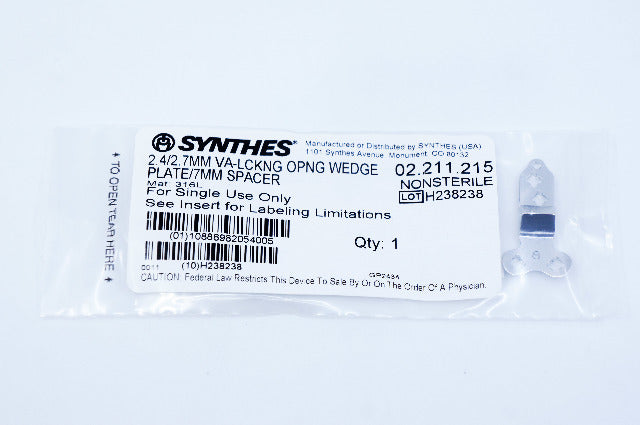 SYNTHES®
Manufactured or Distributed by SYNTHES (USA)
1101 Synthes Avenue, Monument, CO 80132
2.4/2.7MM VA-LCKNG OPNG WEDGE
PLATE/7MM SPACER
02.211.215
NONSTERILE
LOT H238238
Mat. 316L
For Single Use Only
See Insert for Labeling Limitations
(01)10886982054005
Qty: 1
(10)H238238
0011
CAUTION: Federal Law Restricts This Device To Sale By Or On The Order Of A Physician.
TO OPEN TEAR HERE